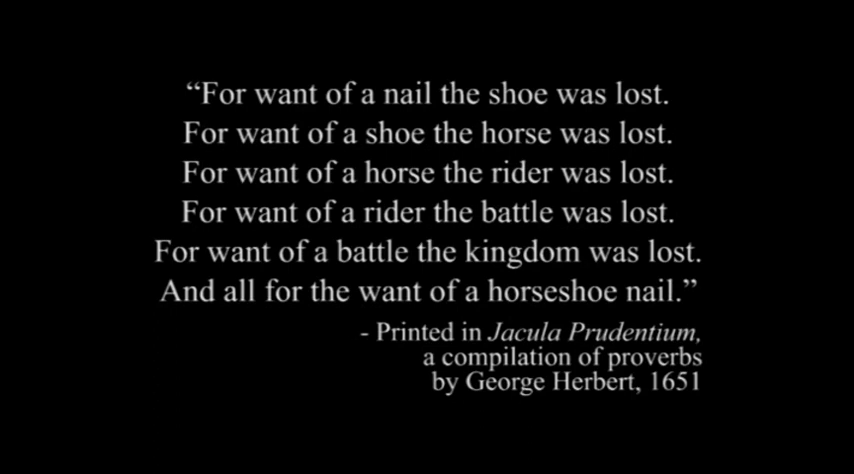 “For want of a nail the shoe was lost.
For want of a shoe the horse was lost.
For want of a horse the rider was lost.
For want of a rider the battle was lost.
For want of a battle the kingdom was lost.
And all for the want of a horseshoe nail.”
- Printed in Jacula Prudentium,
a compilation of proverbs
by George Herbert, 1651